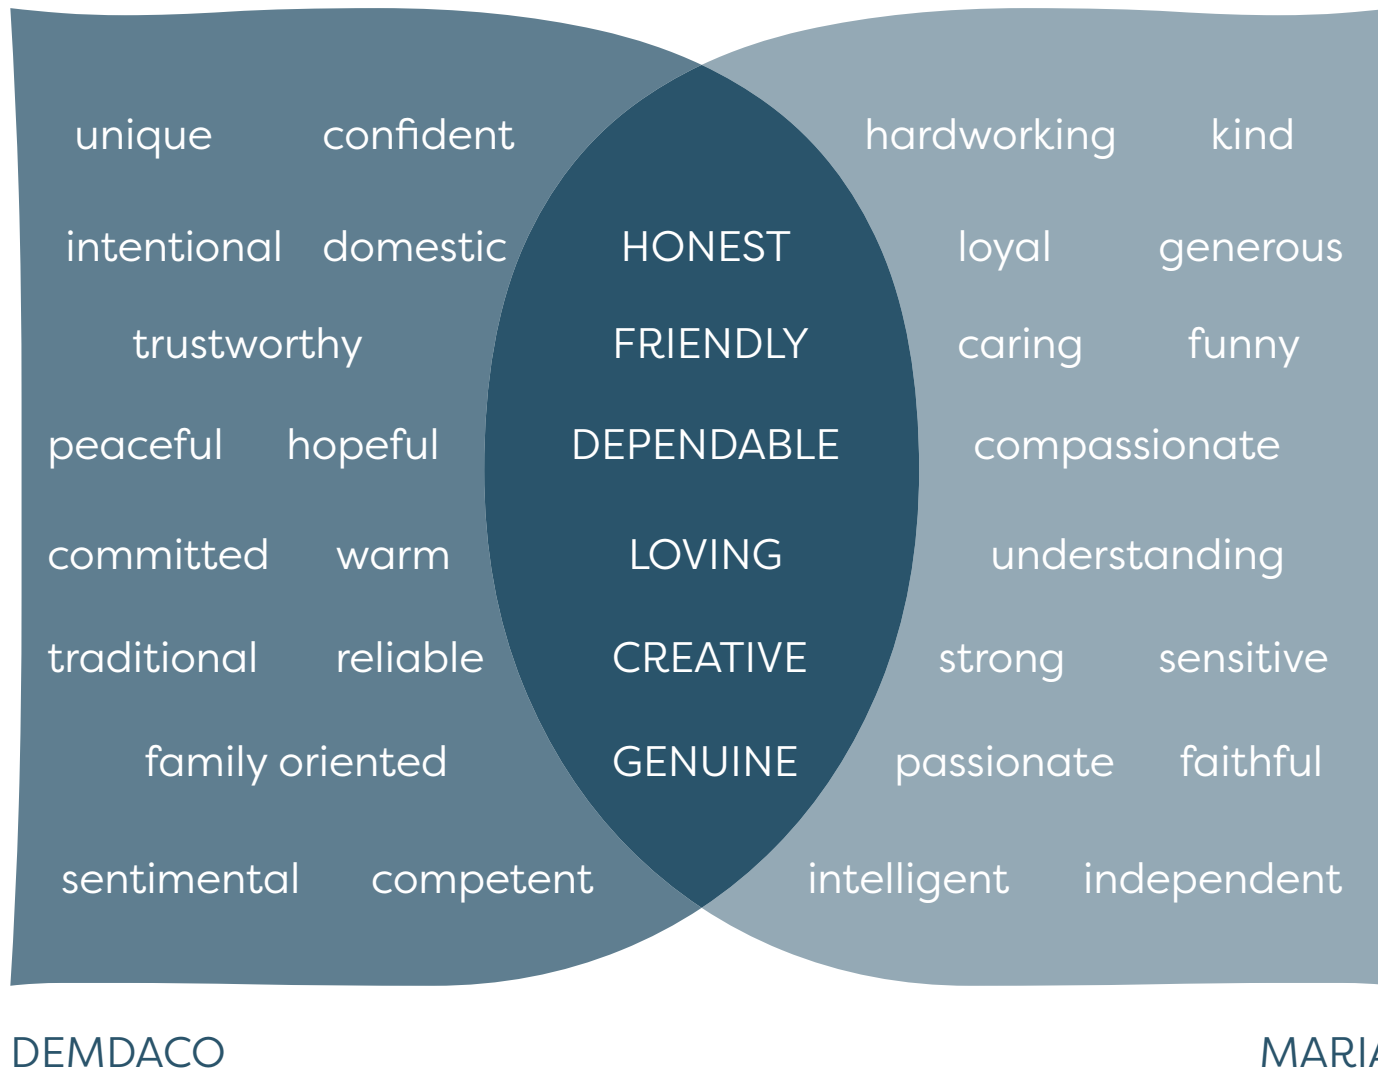 unique confident hardworking kind
intentional domestic HONEST loyal generous
trustworthy FRIENDLY caring funny
peaceful hopeful DEPENDABLE compassionate
committed warm LOVING understanding
traditional reliable CREATIVE strong sensitive
family oriented GENUINE passionate faithful
sentimental competent intelligent independent
DEMDACO MARIA